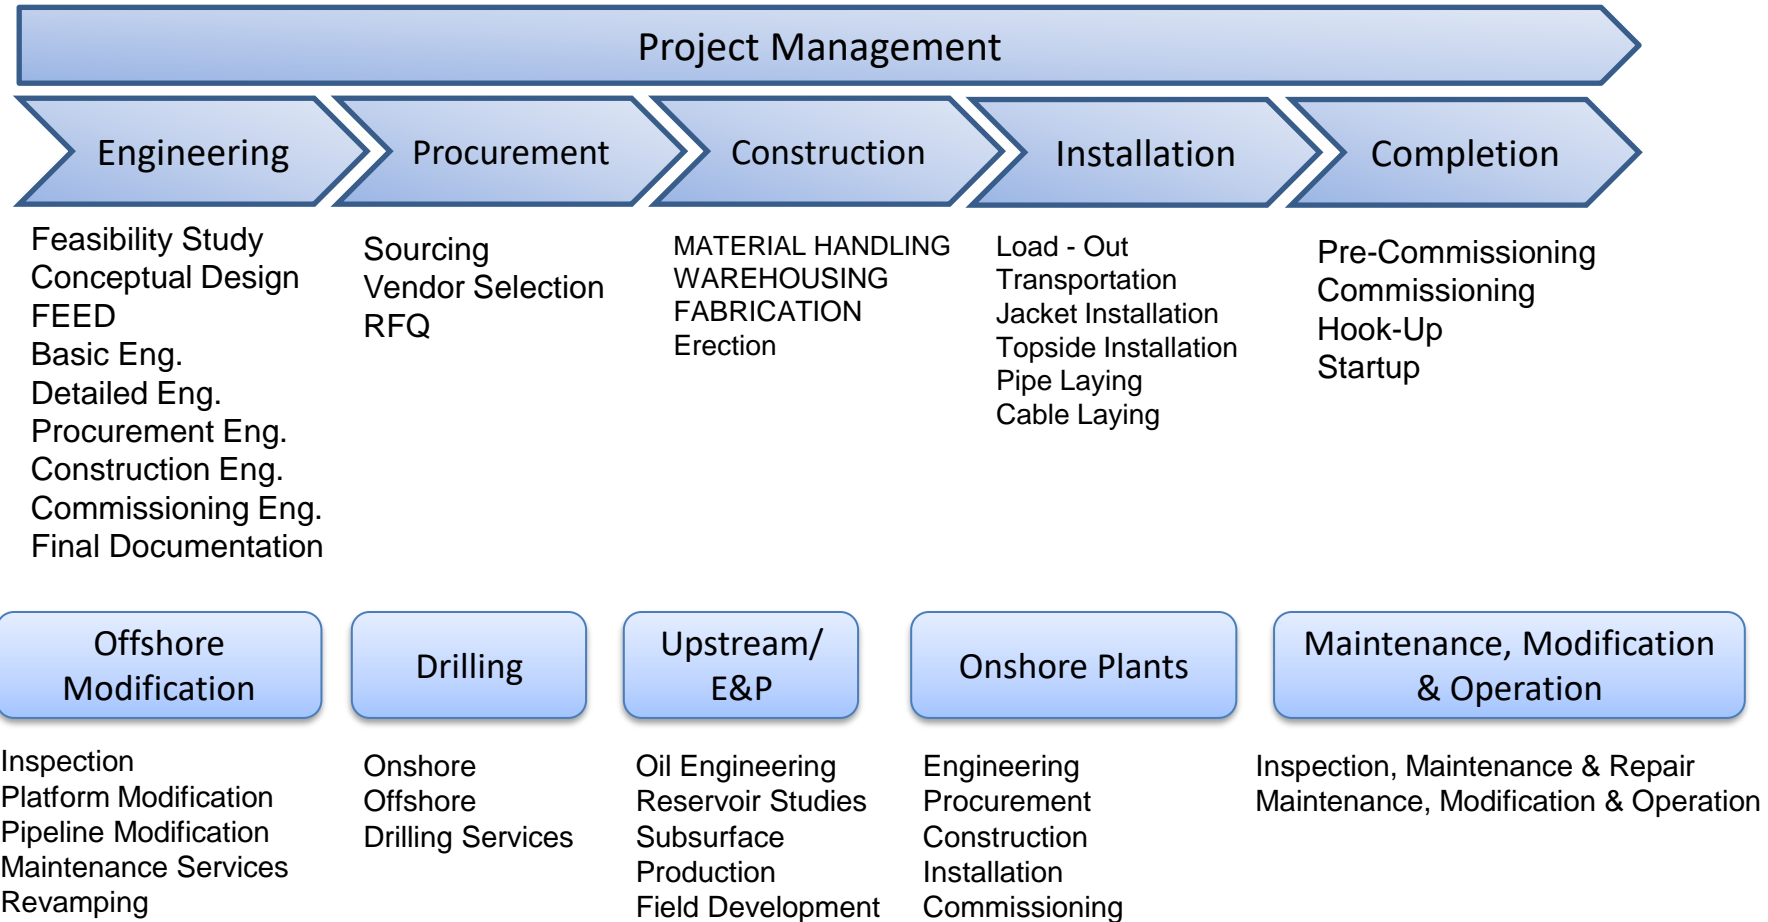 Project Management
Engineering
Procurement
Construction
Installation
Completion
Feasibility Study
Conceptual Design
FEED
Basic Eng.
Detailed Eng.
Procurement Eng.
Construction Eng.
Commissioning Eng.
Final Documentation
Sourcing
Vendor Selection
RFQ
MATERIAL HANDLING
WAREHOUSING
FABRICATION
Erection
Load - Out
Transportation
Jacket Installation
Topside Installation
Pipe Laying
Cable Laying
Pre-Commissioning
Commissioning
Hook-Up
Startup
Offshore
Modification
Drilling
Upstream/
E&P
Onshore Plants
Maintenance, Modification
& Operation
Inspection
Platform Modification
Pipeline Modification
Maintenance Services
Revamping
Onshore
Offshore
Drilling Services
Oil Engineering
Reservoir Studies
Subsurface
Production
Field Development
Engineering
Procurement
Construction
Installation
Commissioning
Inspection, Maintenance & Repair
Maintenance, Modification & Operation